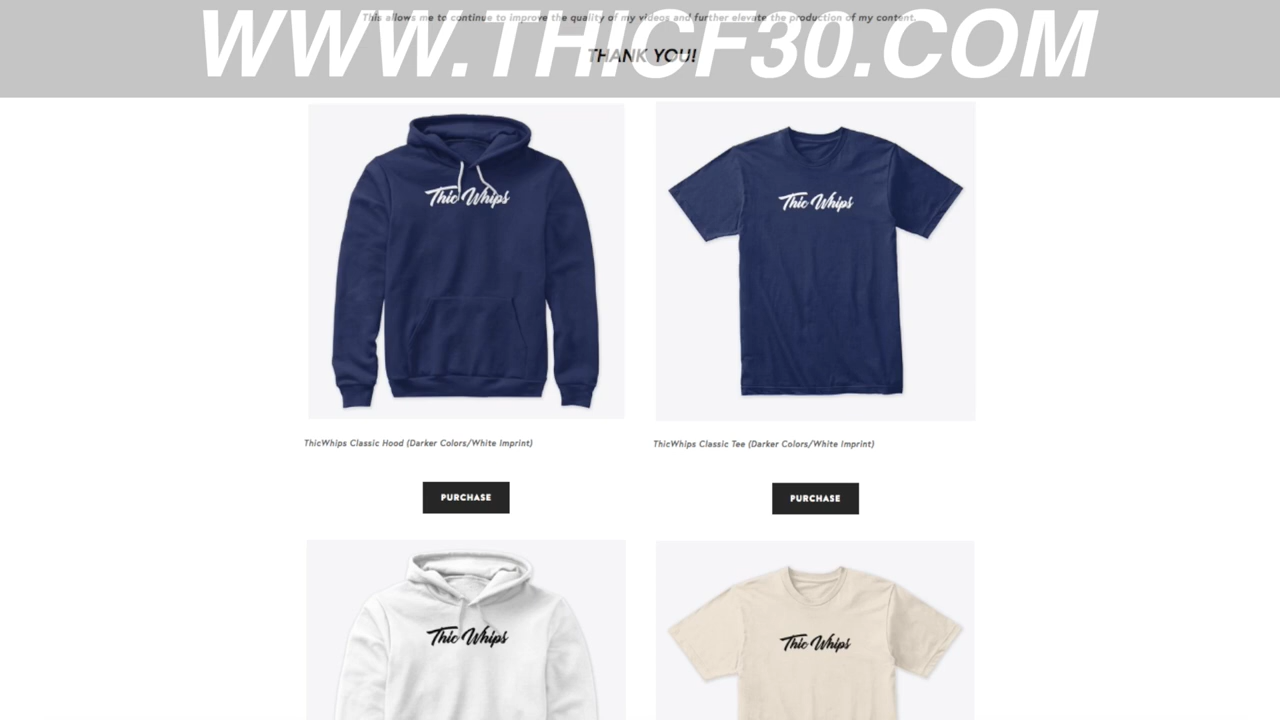 This allows me to continue to improve the quality of my videos and further elevate the production of my content.
WWW.THICF30.COM
THANK YOU!
Thic Whips
Thic Whips
ThicWhips Classic Hood (Darker Colors/White Imprint)
ThicWhips Classic Tee (Darker Colors/White Imprint)
PURCHASE
PURCHASE
Thic Whips
Thic Whips